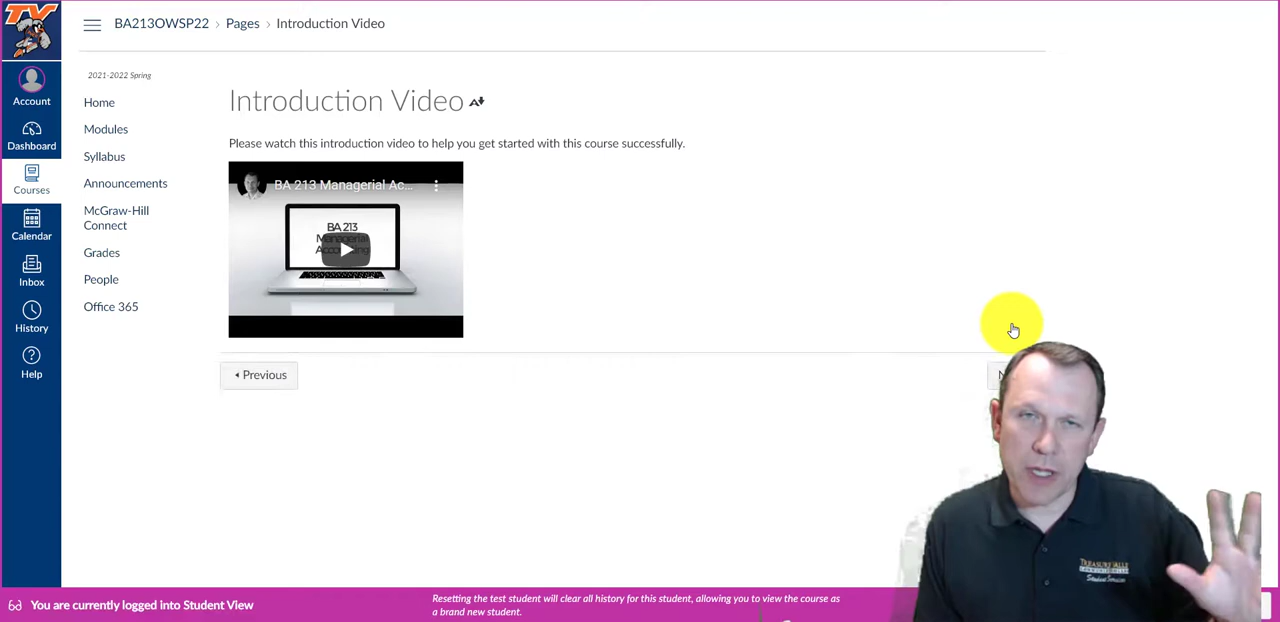 TV
BA213OWSP22 › Pages › Introduction Video
Account
Dashboard
Courses
Calendar
Inbox
History
Help
2021-2022 Spring
Home
Modules
Syllabus
Announcements
McGraw-Hill
Connect
Grades
People
Office 365
Introduction Video
Please watch this introduction video to help you get started with this course successfully.
BA 213 Managerial Ac...
BA 213
Managerial
Previous
TREASURE VALLEY
You are currently logged into Student View
Resetting the test student will clear all history for this student, allowing you to view the course as
a brand new student.